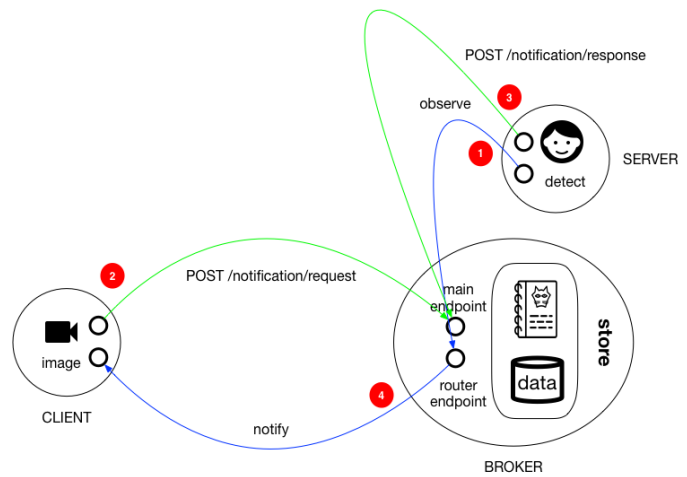 POST /notification/response
3
observe
1
SERVER
detect
2
POST /notification/request
main
endpoint
store
image
data
router
endpoint
4
CLIENT
notify
BROKER